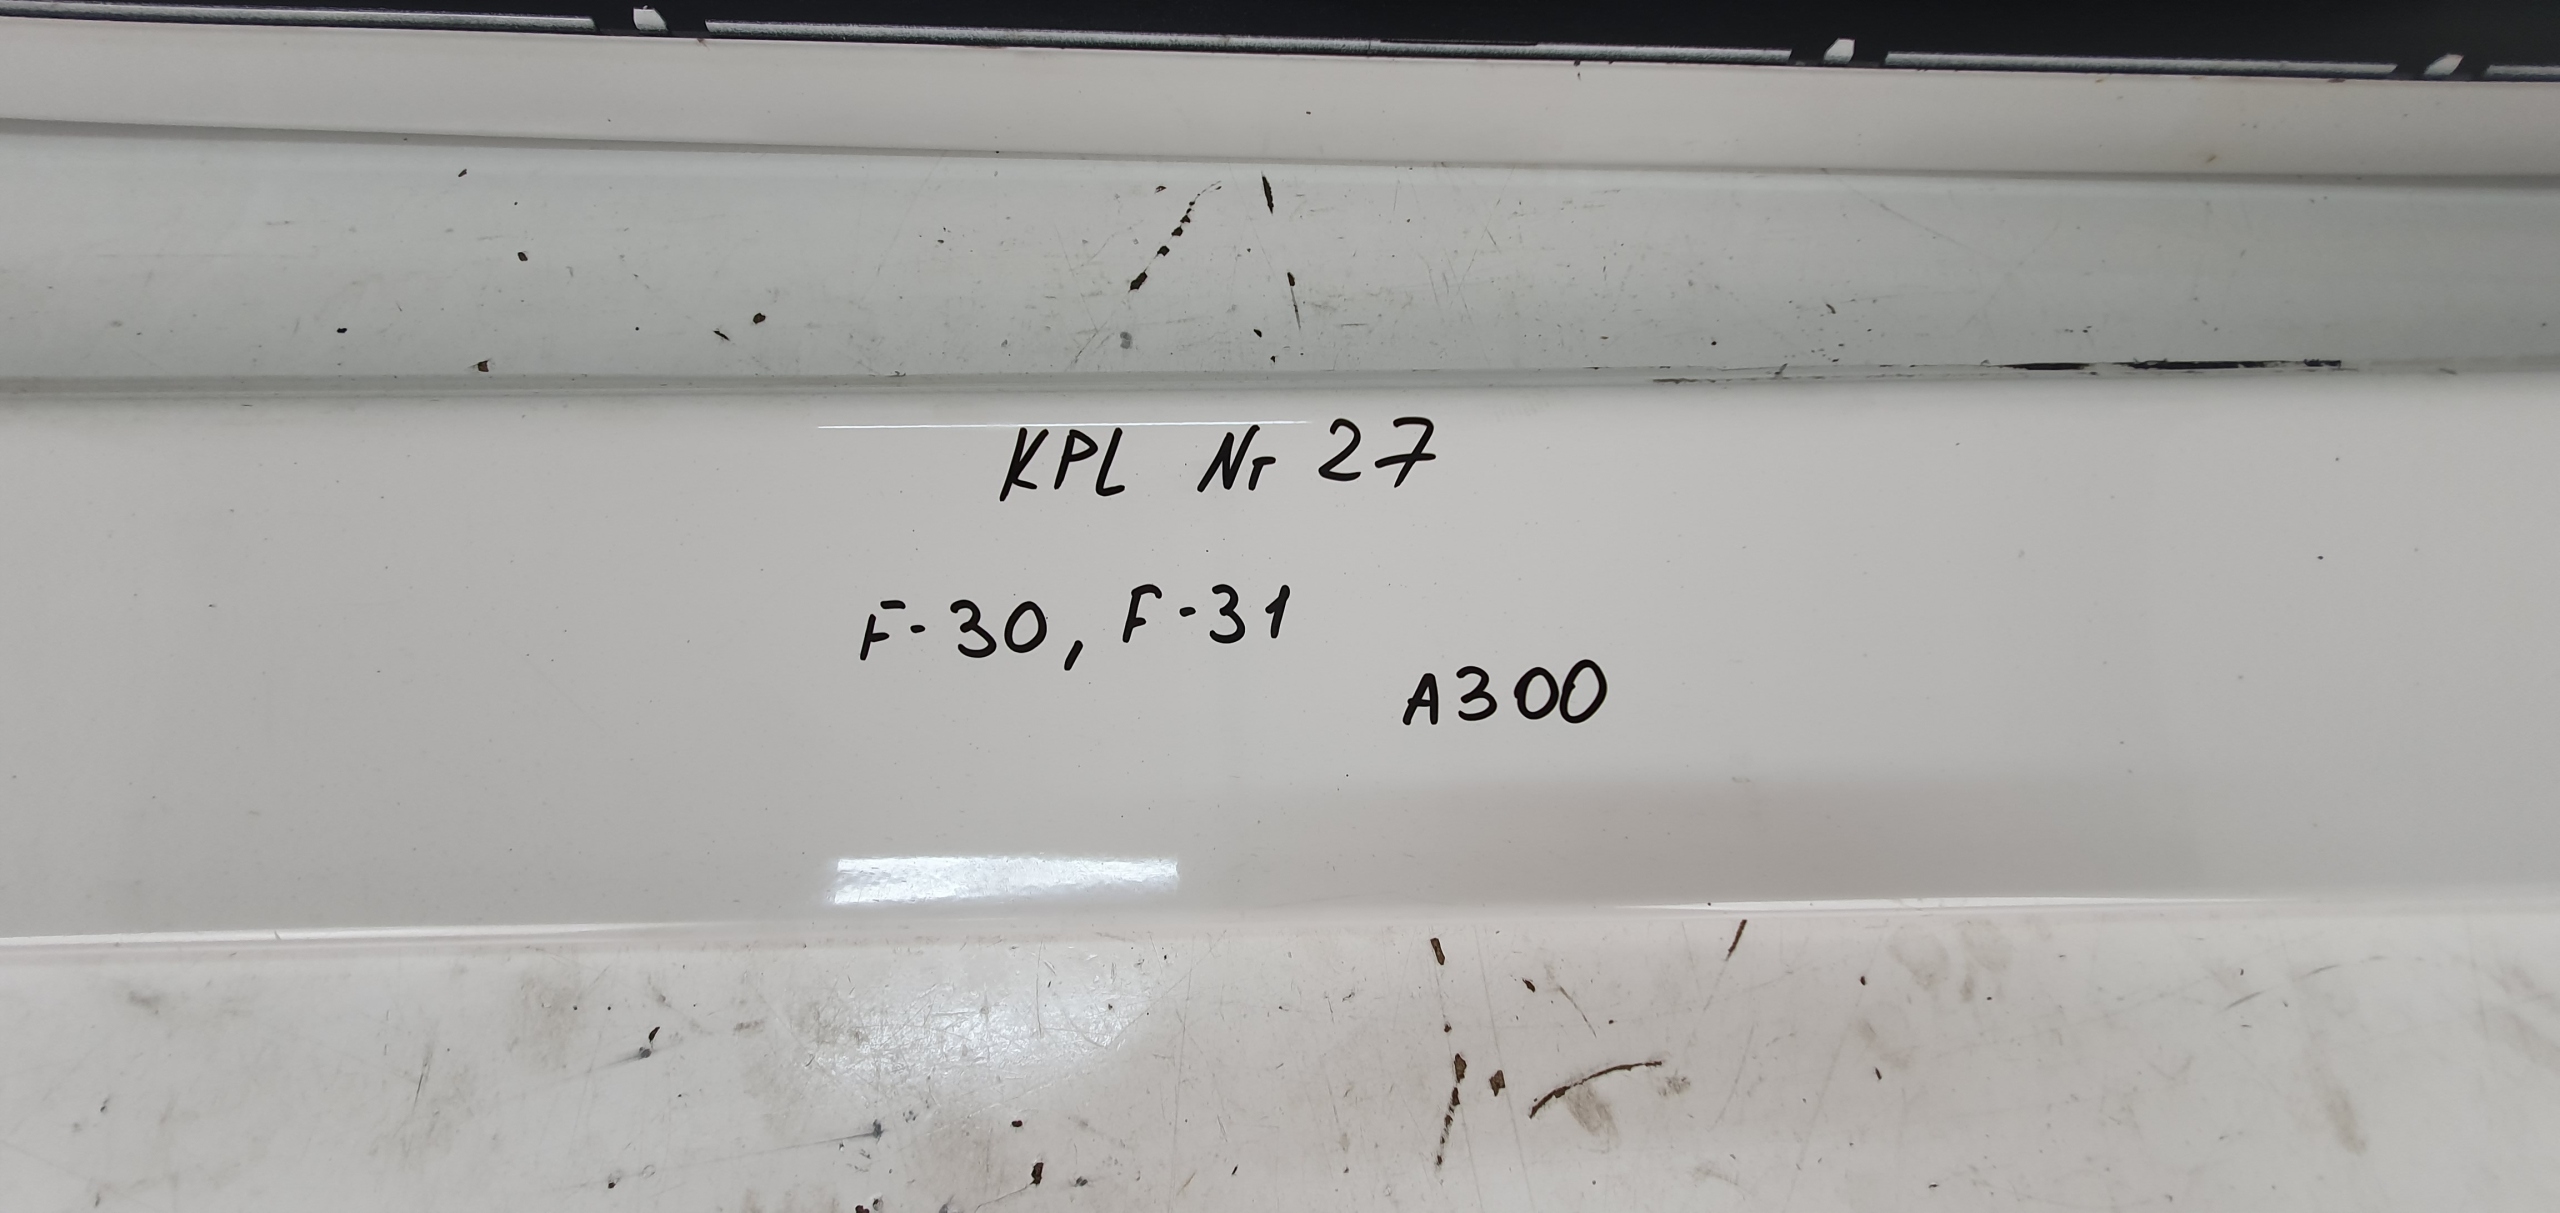 KPL Nr 27
F-30, F-31
A300